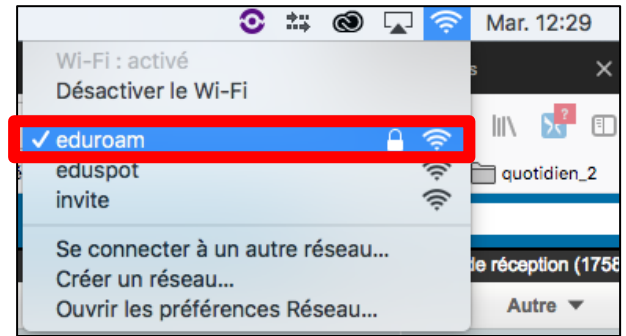 Mar. 12:29
Wi-Fi : activé
Désactiver le Wi-Fi
eduroam
eduspot
quotidien_2
invite
Se connecter à un autre réseau...
de réception (1758
Créer un réseau...
Ouvrir les préférences Réseau...
Autre